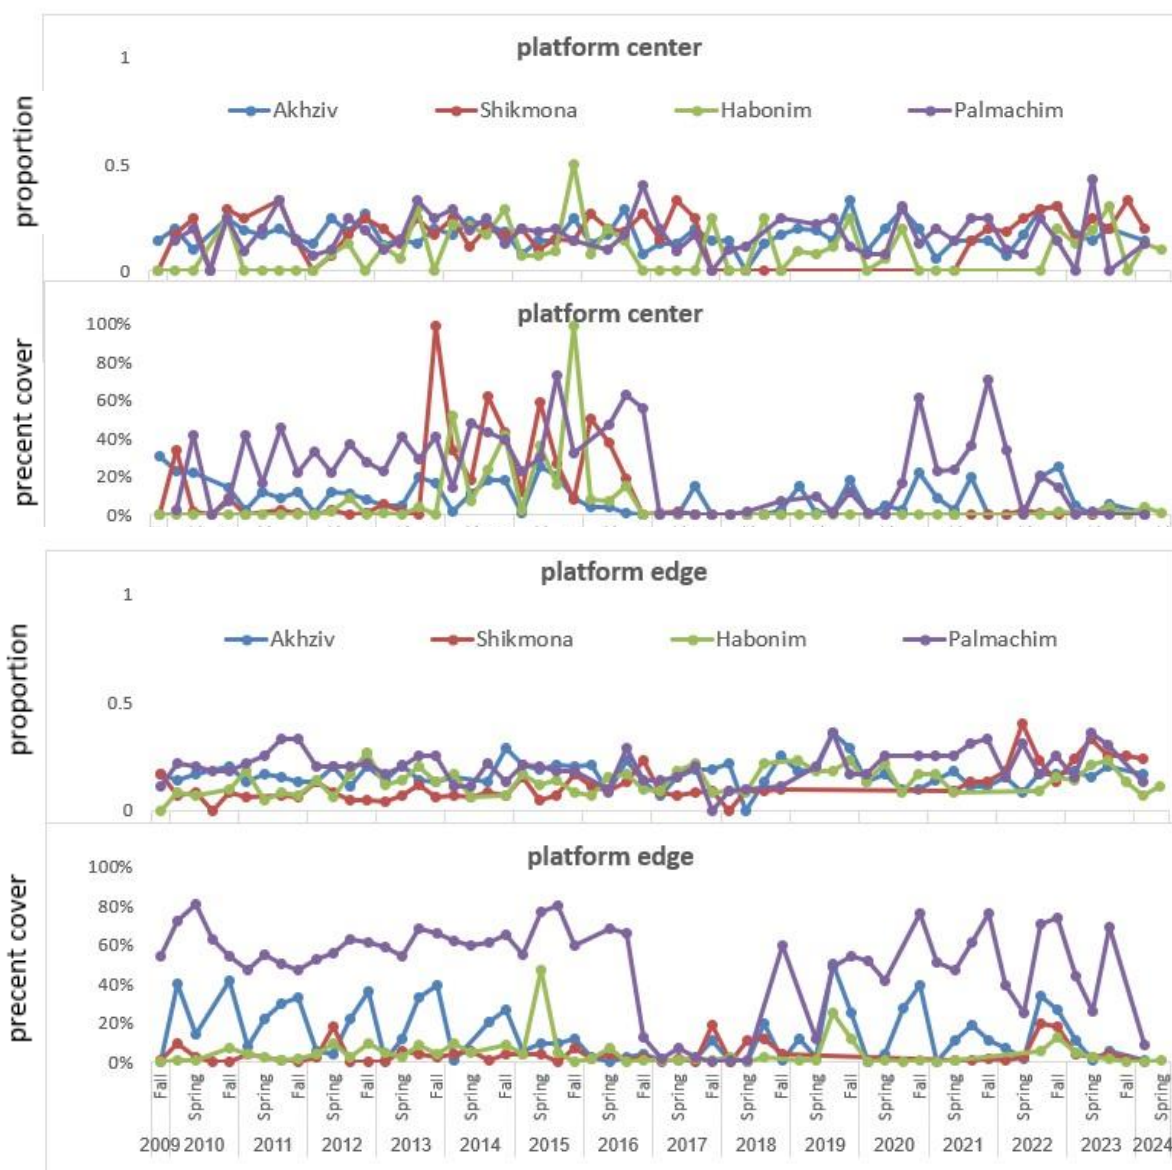 platform center
1
Akhziv Shikmona Habonim Palmachim
proportion
0.5
0
platform center
100%
80%
60%
precent cover
40%
20%
0%
platform edge
1
Akhziv Shikmona Habonim Palmachim
proportion
0.5
0
platform edge
100%
80%
60%
precent cover
40%
20%
0%
Fall Spring Fall Spring Fall Spring Fall Spring Fall Spring Fall Spring Fall Spring Fall Spring Fall Spring Fall Spring Fall Spring Fall Spring Fall Spring Fall Spring Fall Spring
2009 2010 2011 2012 2013 2014 2015 2016 2017 2018 2019 2020 2021 2022 2023 2024